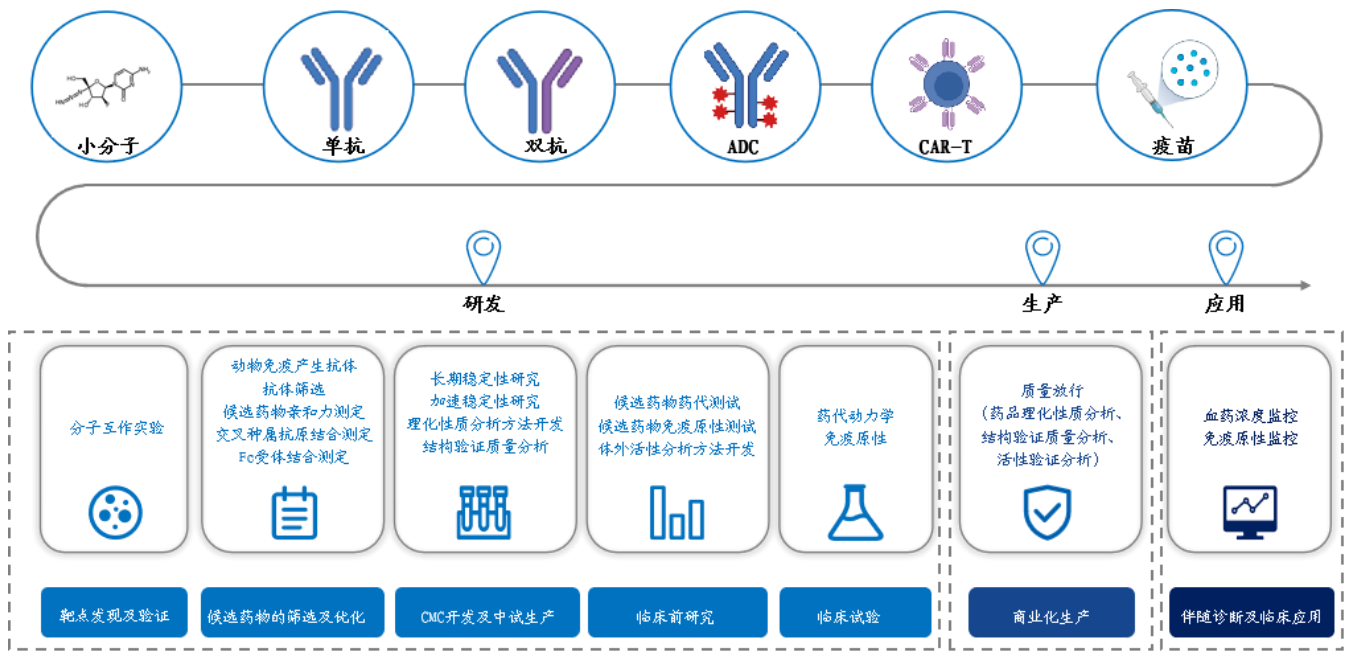 小分子
单抗
双抗
ADC
CAR-T
疫苗
研发
生产
应用
分子互作实验
动物免疫产生抗体
抗体筛选
候选药物亲和力测定
交叉种属抗原结合测定
Fc受体结合测定
长期稳定性研究
加速稳定性研究
理化性质分析方法开发
结构验证质量分析
候选药物药代测试
候选药物免疫原性测试
体外活性分析方法开发
药代动力学
免疫原性
质量放行
（药品理化性质分析、
结构验证质量分析、
活性验证分析）
血药浓度监控
免疫原性监控
靶点发现及验证
候选药物的筛选及优化
CMC开发及中试生产
临床前研究
临床试验
商业化生产
伴随诊断及临床应用